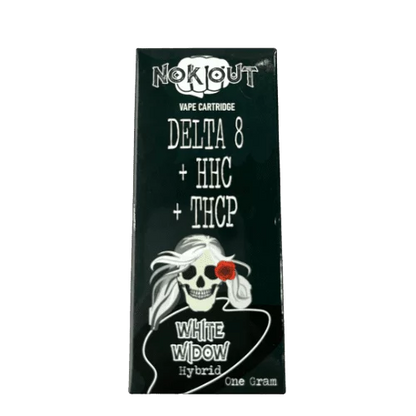 NOKOUT
VAPE CARTRIDGE
DELTA 8
+ HHC
+ THCP
WHITE
WIDOW
Hybrid
One Gram